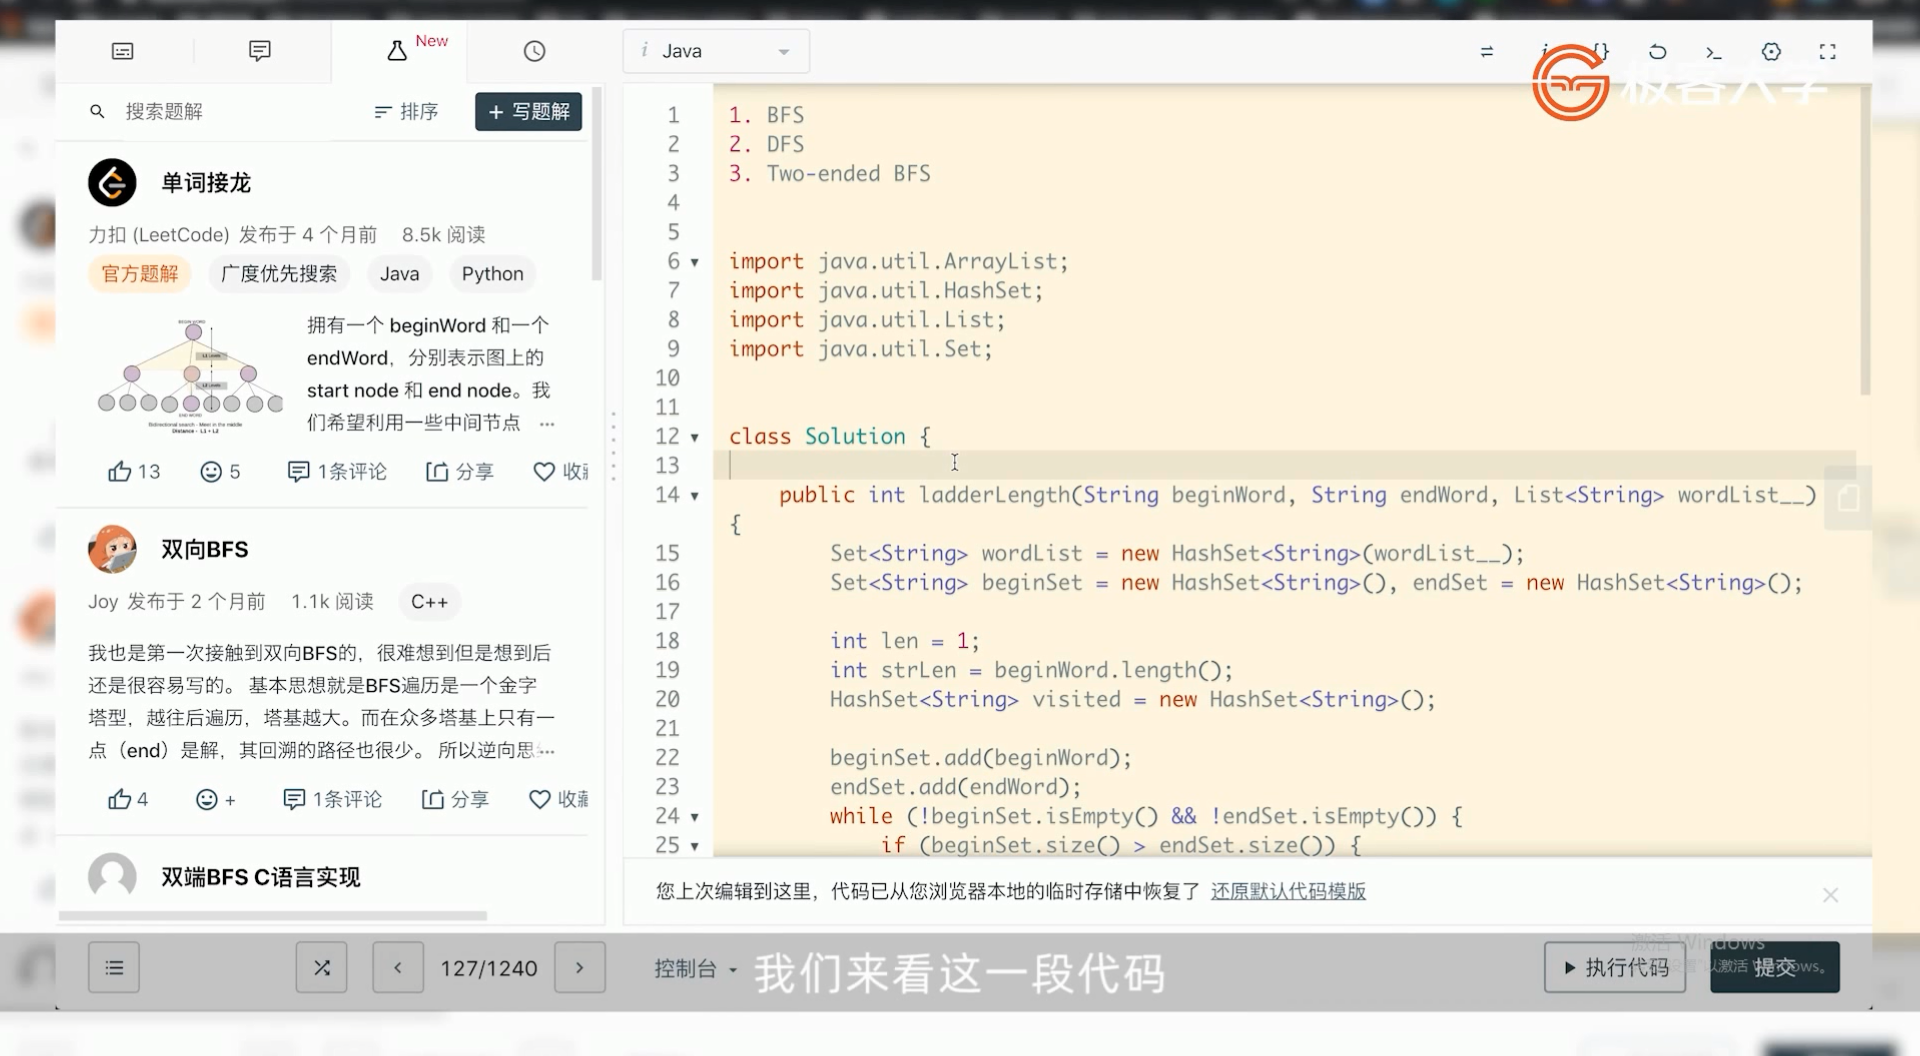 New
Java
极客大学
搜索题解
排序
+ 写题解
单词接龙
力扣 (LeetCode) 发布于 4 个月前 8.5k 阅读
官方题解 广度优先搜索 Java Python
拥有一个 beginWord 和一个
endWord，分别表示图上的
start node 和 end node。我
们希望利用一些中间节点 ...
13 5 1条评论 分享 收
双向BFS
Joy 发布于 2 个月前 1.1k 阅读 C++
我也是第一次接触到双向BFS的，很难想到但是想到后
还是很容易写的。 基本思想就是BFS遍历是一个金字
塔型，越往后遍历，塔基越大。而在众多塔基上只有一
点（end）是解，其回溯的路径也很少。 所以逆向思...
4 + 1条评论 分享 收藏
双端BFS C语言实现
1 1. BFS
2 2. DFS
3 3. Two-ended BFS
4
5
6 import java.util.ArrayList;
7 import java.util.HashSet;
8 import java.util.List;
9 import java.util.Set;
10
11
12 class Solution {
13
14 public int ladderLength(String beginWord, String endWord, List<String> wordList__)
{
15 Set<String> wordList = new HashSet<String>(wordList__);
16 Set<String> beginSet = new HashSet<String>(), endSet = new HashSet<String>();
17
18 int len = 1;
19 int strLen = beginWord.length();
20 HashSet<String> visited = new HashSet<String>();
21
22 beginSet.add(beginWord);
23 endSet.add(endWord);
24 while (!beginSet.isEmpty() && !endSet.isEmpty()) {
25 if (beginSet.size() > endSet.size()) {
您上次编辑到这里，代码已从您浏览器本地的临时存储中恢复了 还原默认代码模版
127/1240
控制台
我们来看这一段代码
激活 Windows
执行代码
提交